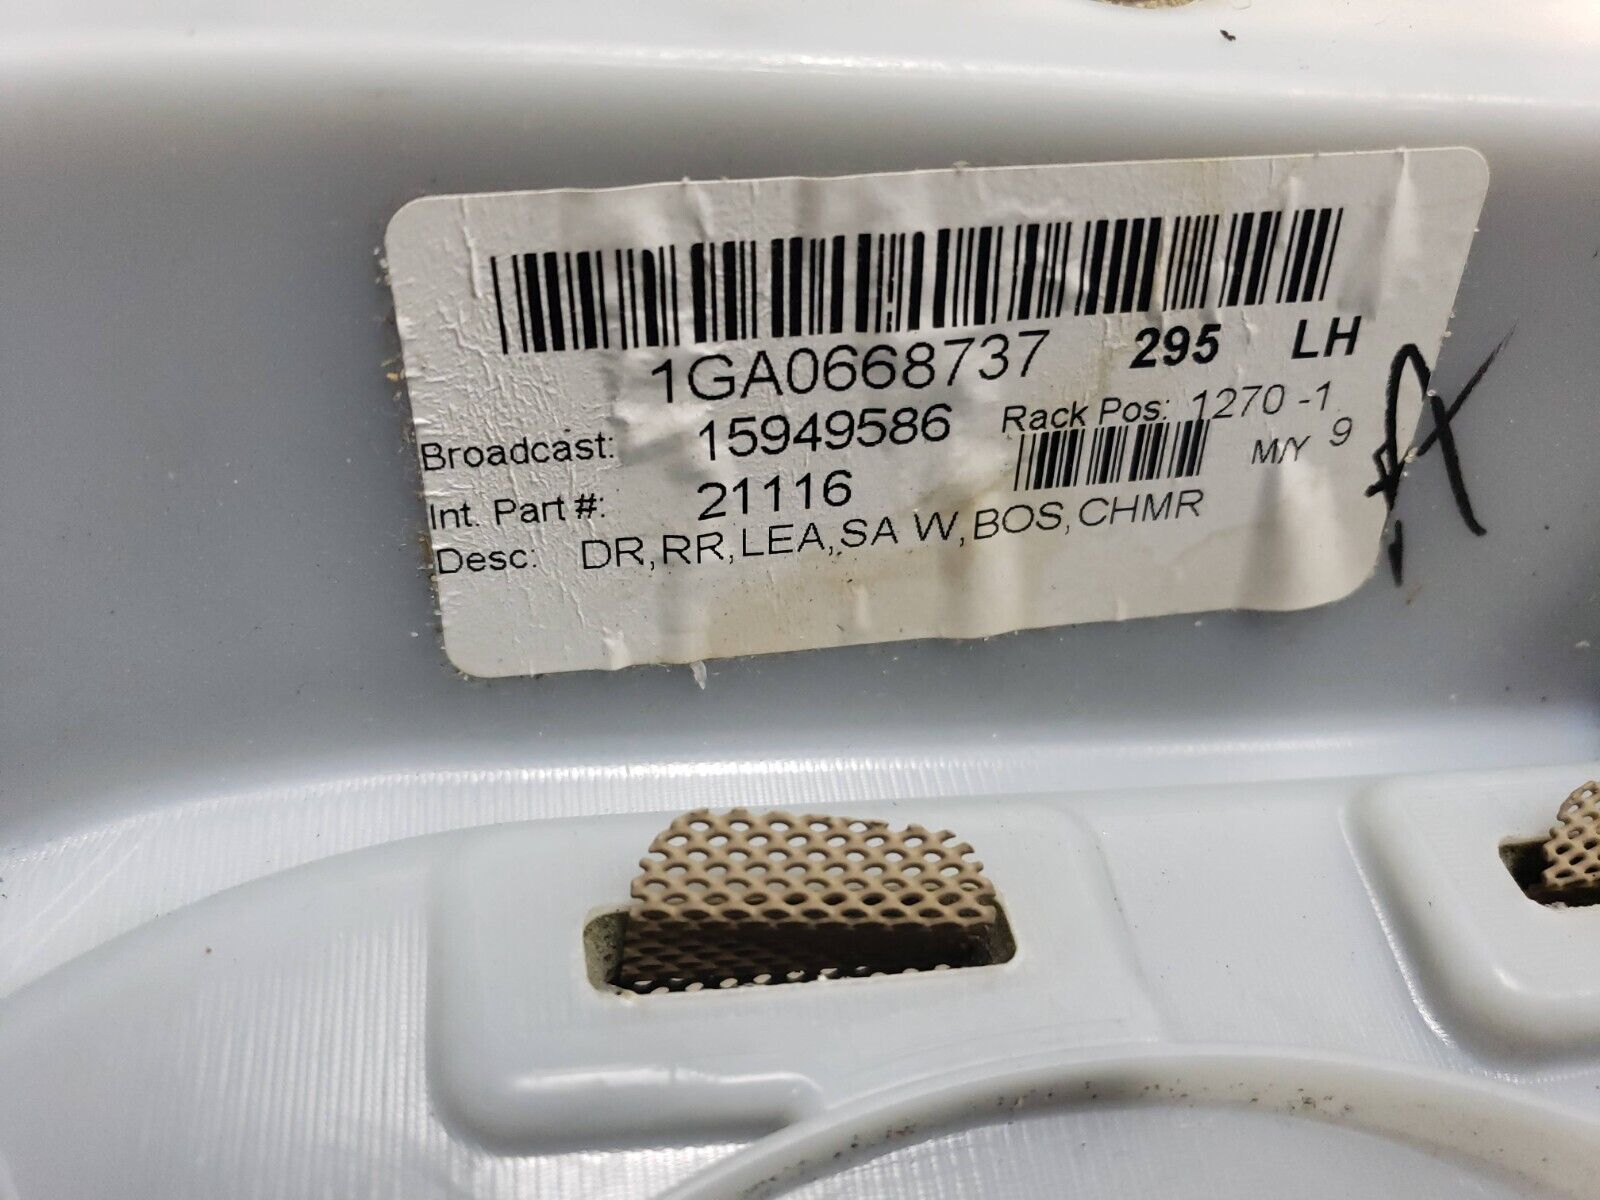 1GA0668737 295 LH
Broadcast: 15949586 Rack Pos: 1270 -1
Int. Part #: 21116 M/Y 9
Desc: DR,RR,LEA,SA W,BOS,CHMR